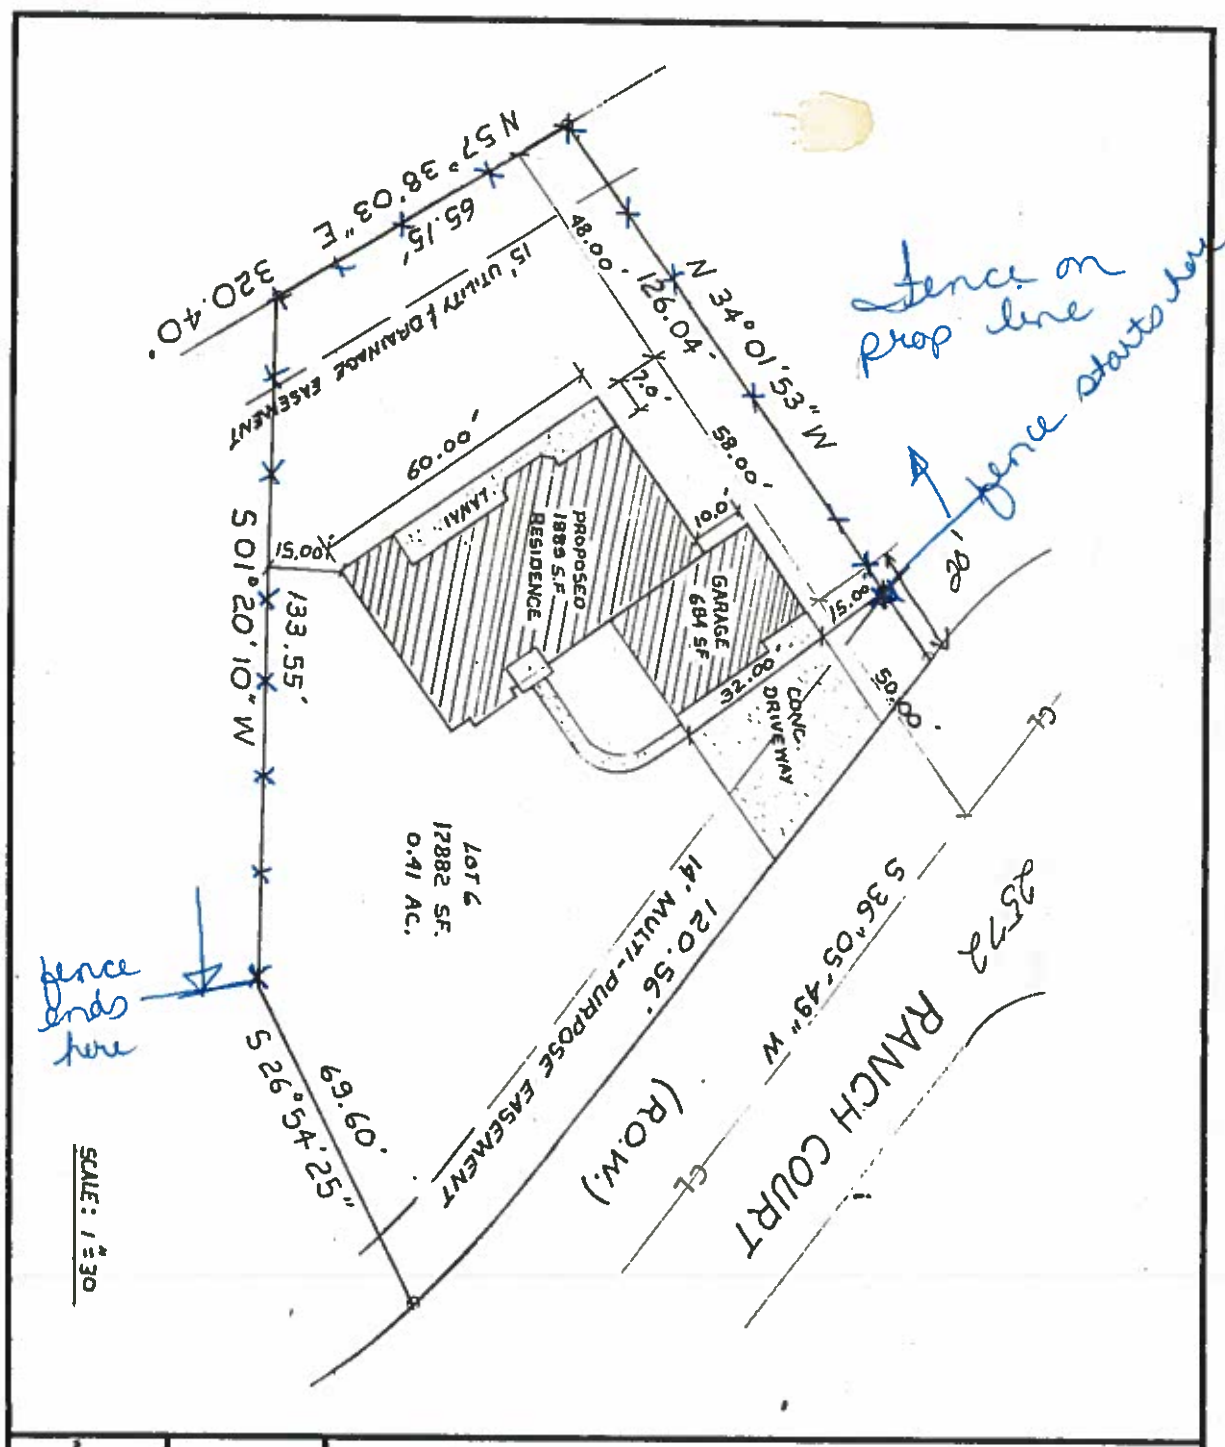 N 57° 38' 03" E
65.15'
320.40'
15' UTILITY & DRAINAGE EASEMENT
48.00'
126.04'
N 34° 01' 53" W
fence on
prop line
fence starts here
7.0'
58.00'
60.00'
LANAI
PROPOSED
1889 S.F
RESIDENCE
10.0'
GARAGE
684 SF
15.00'
20'
15.00'
32.00'
CONC.
DRIVEWAY
50.00'
CL
S 01° 20' 10" W
133.55'
LOT 6
17882 SF.
0.41 AC.
14' MULTI-PURPOSE EASEMENT
120.56'
S 36° 05' 49" W
2572
RANCH COURT
(R.O.W.)
CL
fence
ends
here
69.60'
S 26° 54' 25"
SCALE: 1"=30